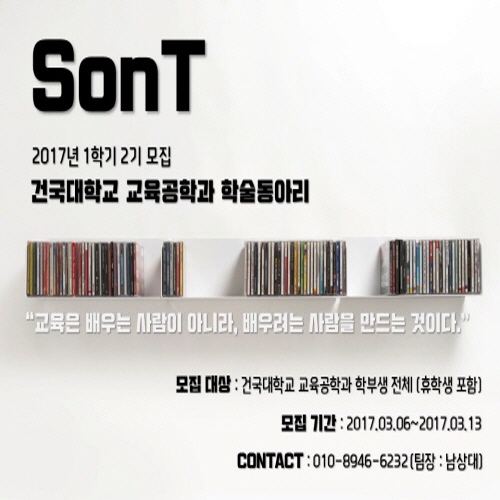 SonT
2017년 1학기 2기 모집
건국대학교 교육공학과 학술동아리
“교육은 배우는 사람이 아니라, 배우려는 사람을 만드는 것이다.”
모집 대상 : 건국대학교 교육공학과 학부생 전체 (휴학생 포함)
모집 기간 : 2017.03.06~2017.03.13
CONTACT : 010-8946-6232(팀장 : 남상대)